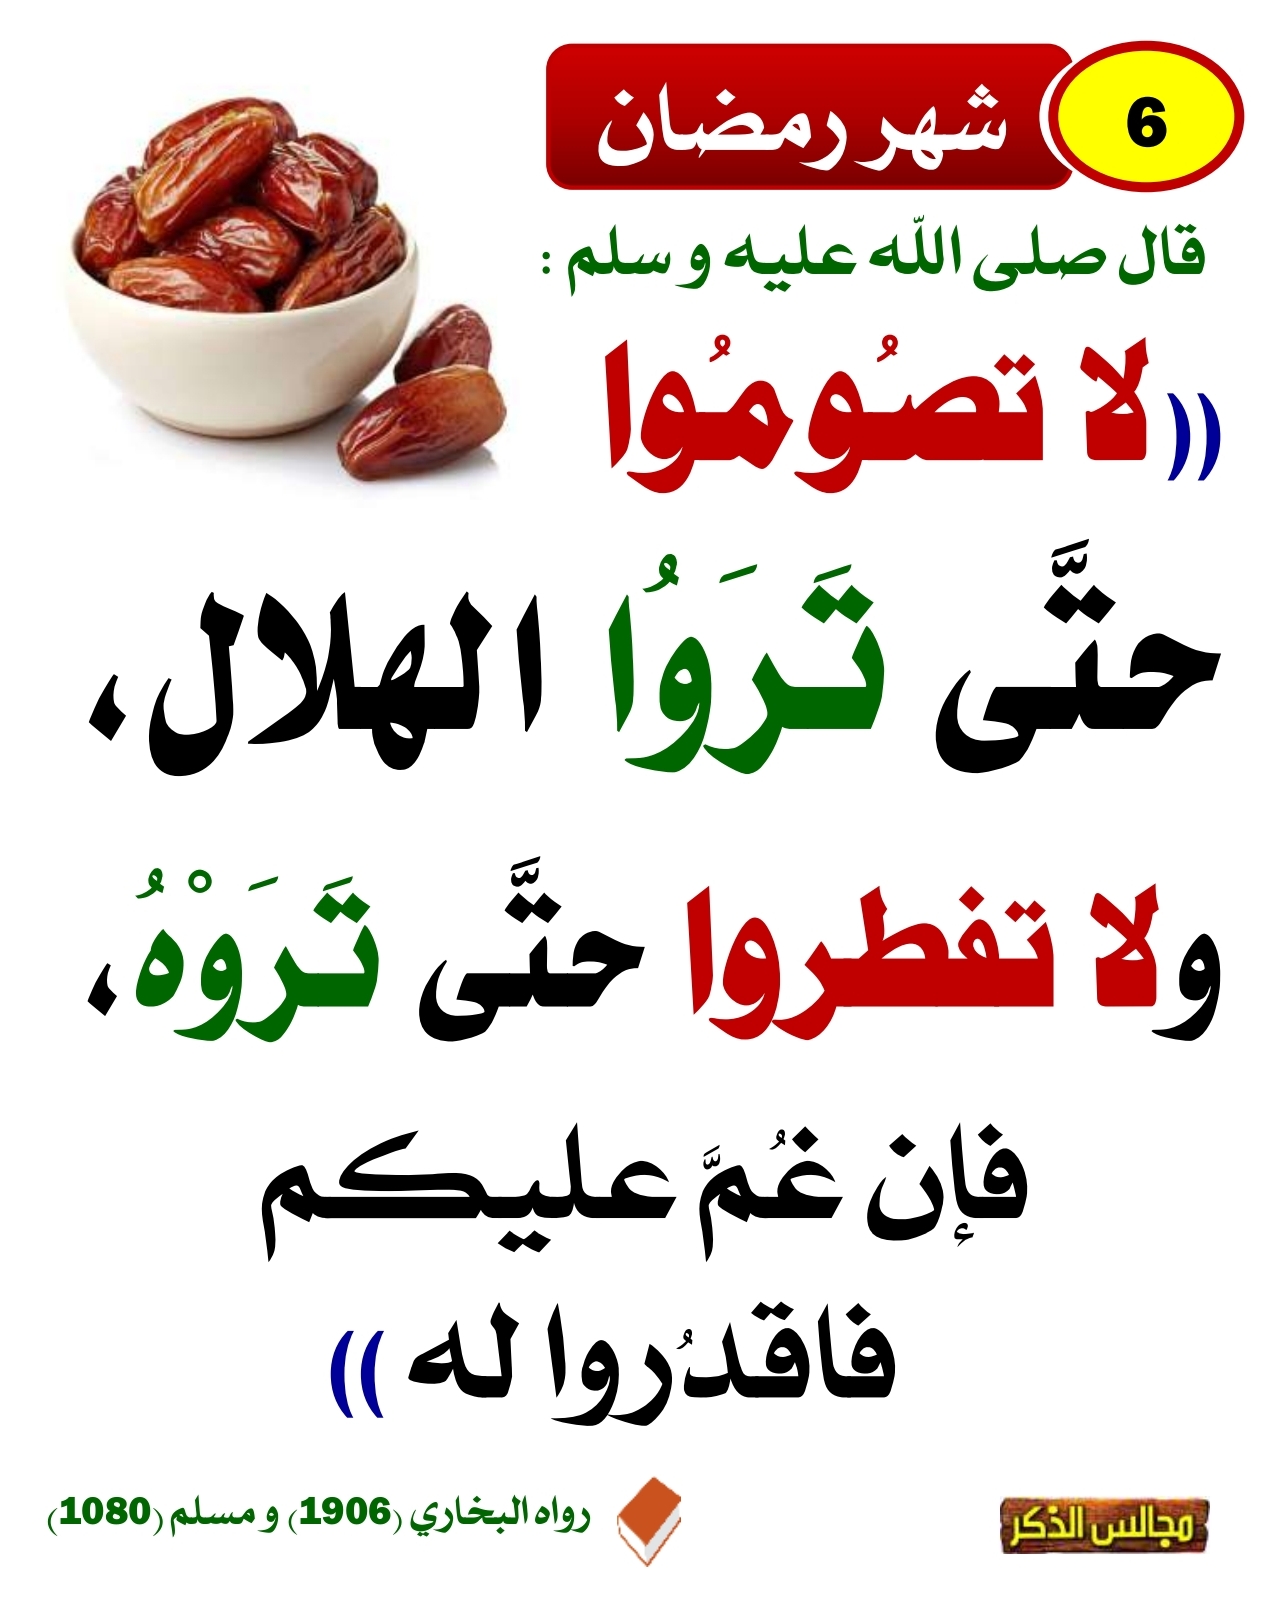 6
شهر رمضان
قال صلى اللّه عليه و سلم :
((لا تصُومُوا
حتَّى تَرَوُا الهلال،
ولا تفطروا حتَّى تَرَوْهُ،
فإن غُمَّ عليكم
فاقدُروا له ))
رواه البخاري (1906) و مسلم (1080)
مجالس الذكر